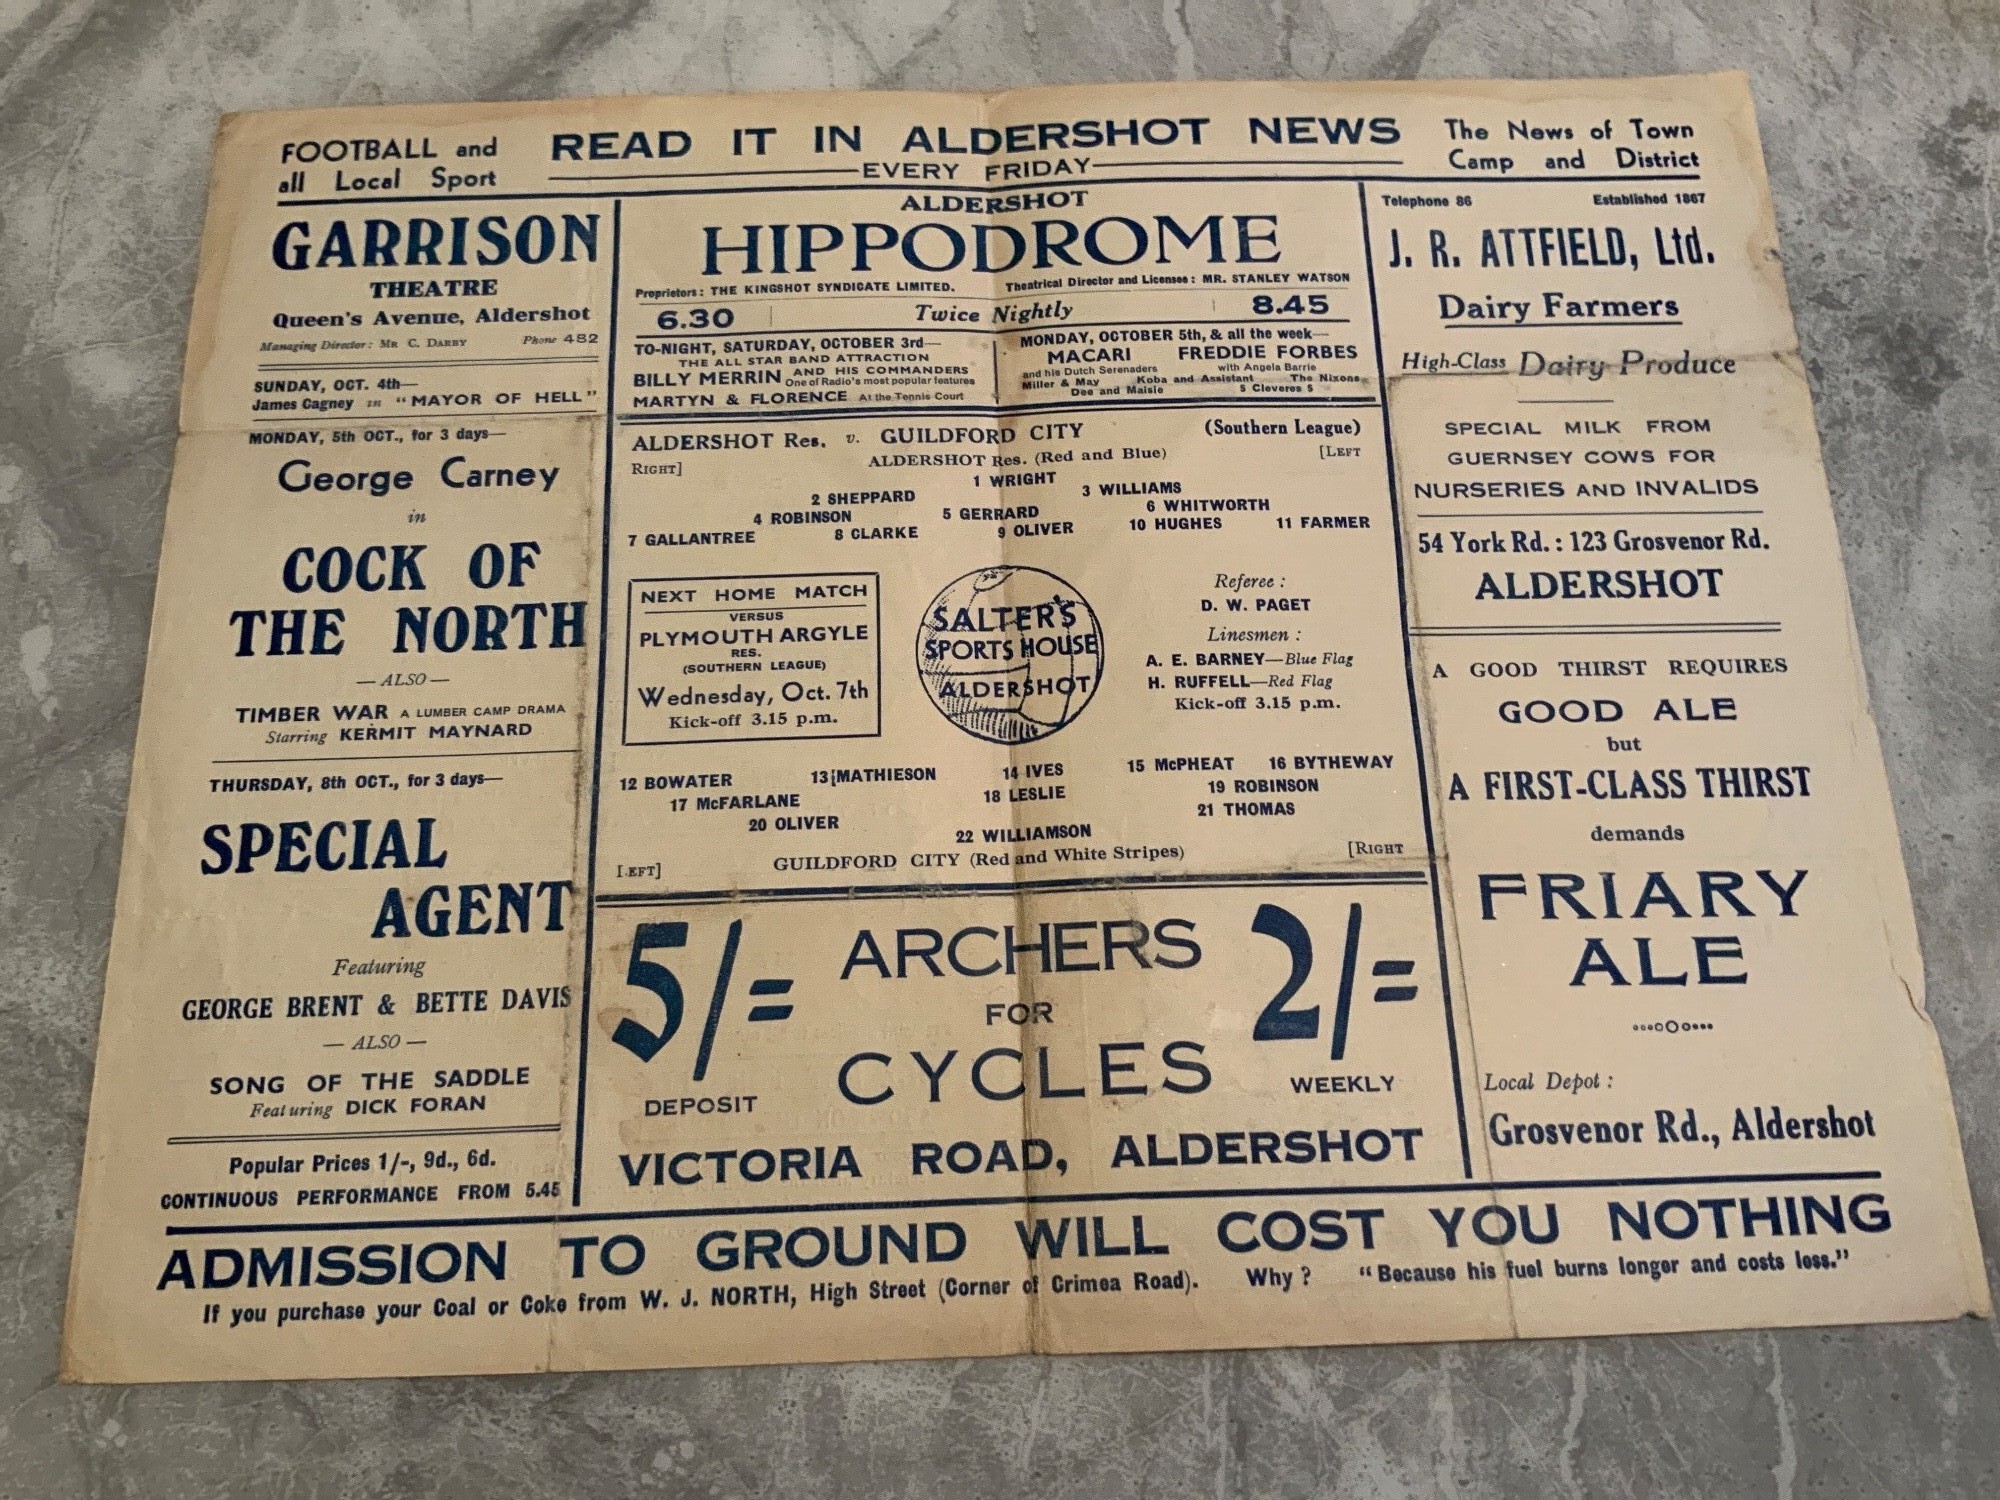 FOOTBALL and
all Local Sport
READ IT IN ALDERSHOT NEWS
EVERY FRIDAY
The News of Town
Camp and District
GARRISON
THEATRE
Queen's Avenue, Aldershot
Managing Director: MR C. DARBY Phone 482
SUNDAY, OCT. 4th—
James Cagney in "MAYOR OF HELL"
MONDAY, 5th OCT., for 3 days—
George Carney
in
COCK OF
THE NORTH
— ALSO —
TIMBER WAR A LUMBER CAMP DRAMA
Starring KERMIT MAYNARD
THURSDAY, 8th OCT., for 3 days—
SPECIAL
AGENT
Featuring
GEORGE BRENT & BETTE DAVIS
— ALSO —
SONG OF THE SADDLE
Featuring DICK FORAN
Popular Prices 1/-, 9d., 6d.
CONTINUOUS PERFORMANCE FROM 5.45
ALDERSHOT
HIPPODROME
Proprietors: THE KINGSHOT SYNDICATE LIMITED. Theatrical Director and Licensee: MR. STANLEY WATSON
6.30 Twice Nightly 8.45
TO-NIGHT, SATURDAY, OCTOBER 3rd—
THE ALL STAR BAND ATTRACTION
BILLY MERRIN AND HIS COMMANDERS
One of Radio's most popular features
MARTYN & FLORENCE At the Tennis Court
MONDAY, OCTOBER 5th, & all the week—
MACARI FREDDIE FORBES
and his Dutch Serenaders with Angela Barrie
Miller & May Koba and Assistant The Nixons
Dee and Maisie 5 Cleveres 5
ALDERSHOT Res. v. GUILDFORD CITY (Southern League)
RIGHT] ALDERSHOT Res. (Red and Blue) [LEFT
1 WRIGHT
2 SHEPPARD 3 WILLIAMS
4 ROBINSON 5 GERRARD 6 WHITWORTH
7 GALLANTREE 8 CLARKE 9 OLIVER 10 HUGHES 11 FARMER
NEXT HOME MATCH
VERSUS
PLYMOUTH ARGYLE
RES.
(SOUTHERN LEAGUE)
Wednesday, Oct. 7th
Kick-off 3.15 p.m.
SALTER'S
SPORTS HOUSE
ALDERSHOT
Referee:
D. W. PAGET
Linesmen:
A. E. BARNEY—Blue Flag
H. RUFFELL—Red Flag
Kick-off 3.15 p.m.
12 BOWATER 13 MATHIESON 14 IVES 15 McPHEAT 16 BYTHEWAY
17 McFARLANE 18 LESLIE 19 ROBINSON
20 OLIVER 21 THOMAS
22 WILLIAMSON
LEFT] GUILDFORD CITY (Red and White Stripes) [RIGHT
5/= ARCHERS 2/=
FOR
CYCLES
DEPOSIT WEEKLY
VICTORIA ROAD, ALDERSHOT
Telephone 86 Established 1867
J. R. ATTFIELD, Ltd.
Dairy Farmers
High-Class Dairy Produce
SPECIAL MILK FROM
GUERNSEY COWS FOR
NURSERIES AND INVALIDS
54 York Rd.: 123 Grosvenor Rd.
ALDERSHOT
A GOOD THIRST REQUIRES
GOOD ALE
but
A FIRST-CLASS THIRST
demands
FRIARY
ALE
Local Depot:
Grosvenor Rd., Aldershot
ADMISSION TO GROUND WILL COST YOU NOTHING
If you purchase your Coal or Coke from W. J. NORTH, High Street (Corner of Crimea Road). Why? "Because his fuel burns longer and costs less."